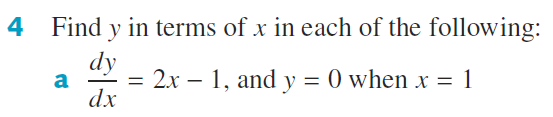 4 Find y in terms of x in each of the following:
a dy/dx = 2x − 1, and y = 0 when x = 1